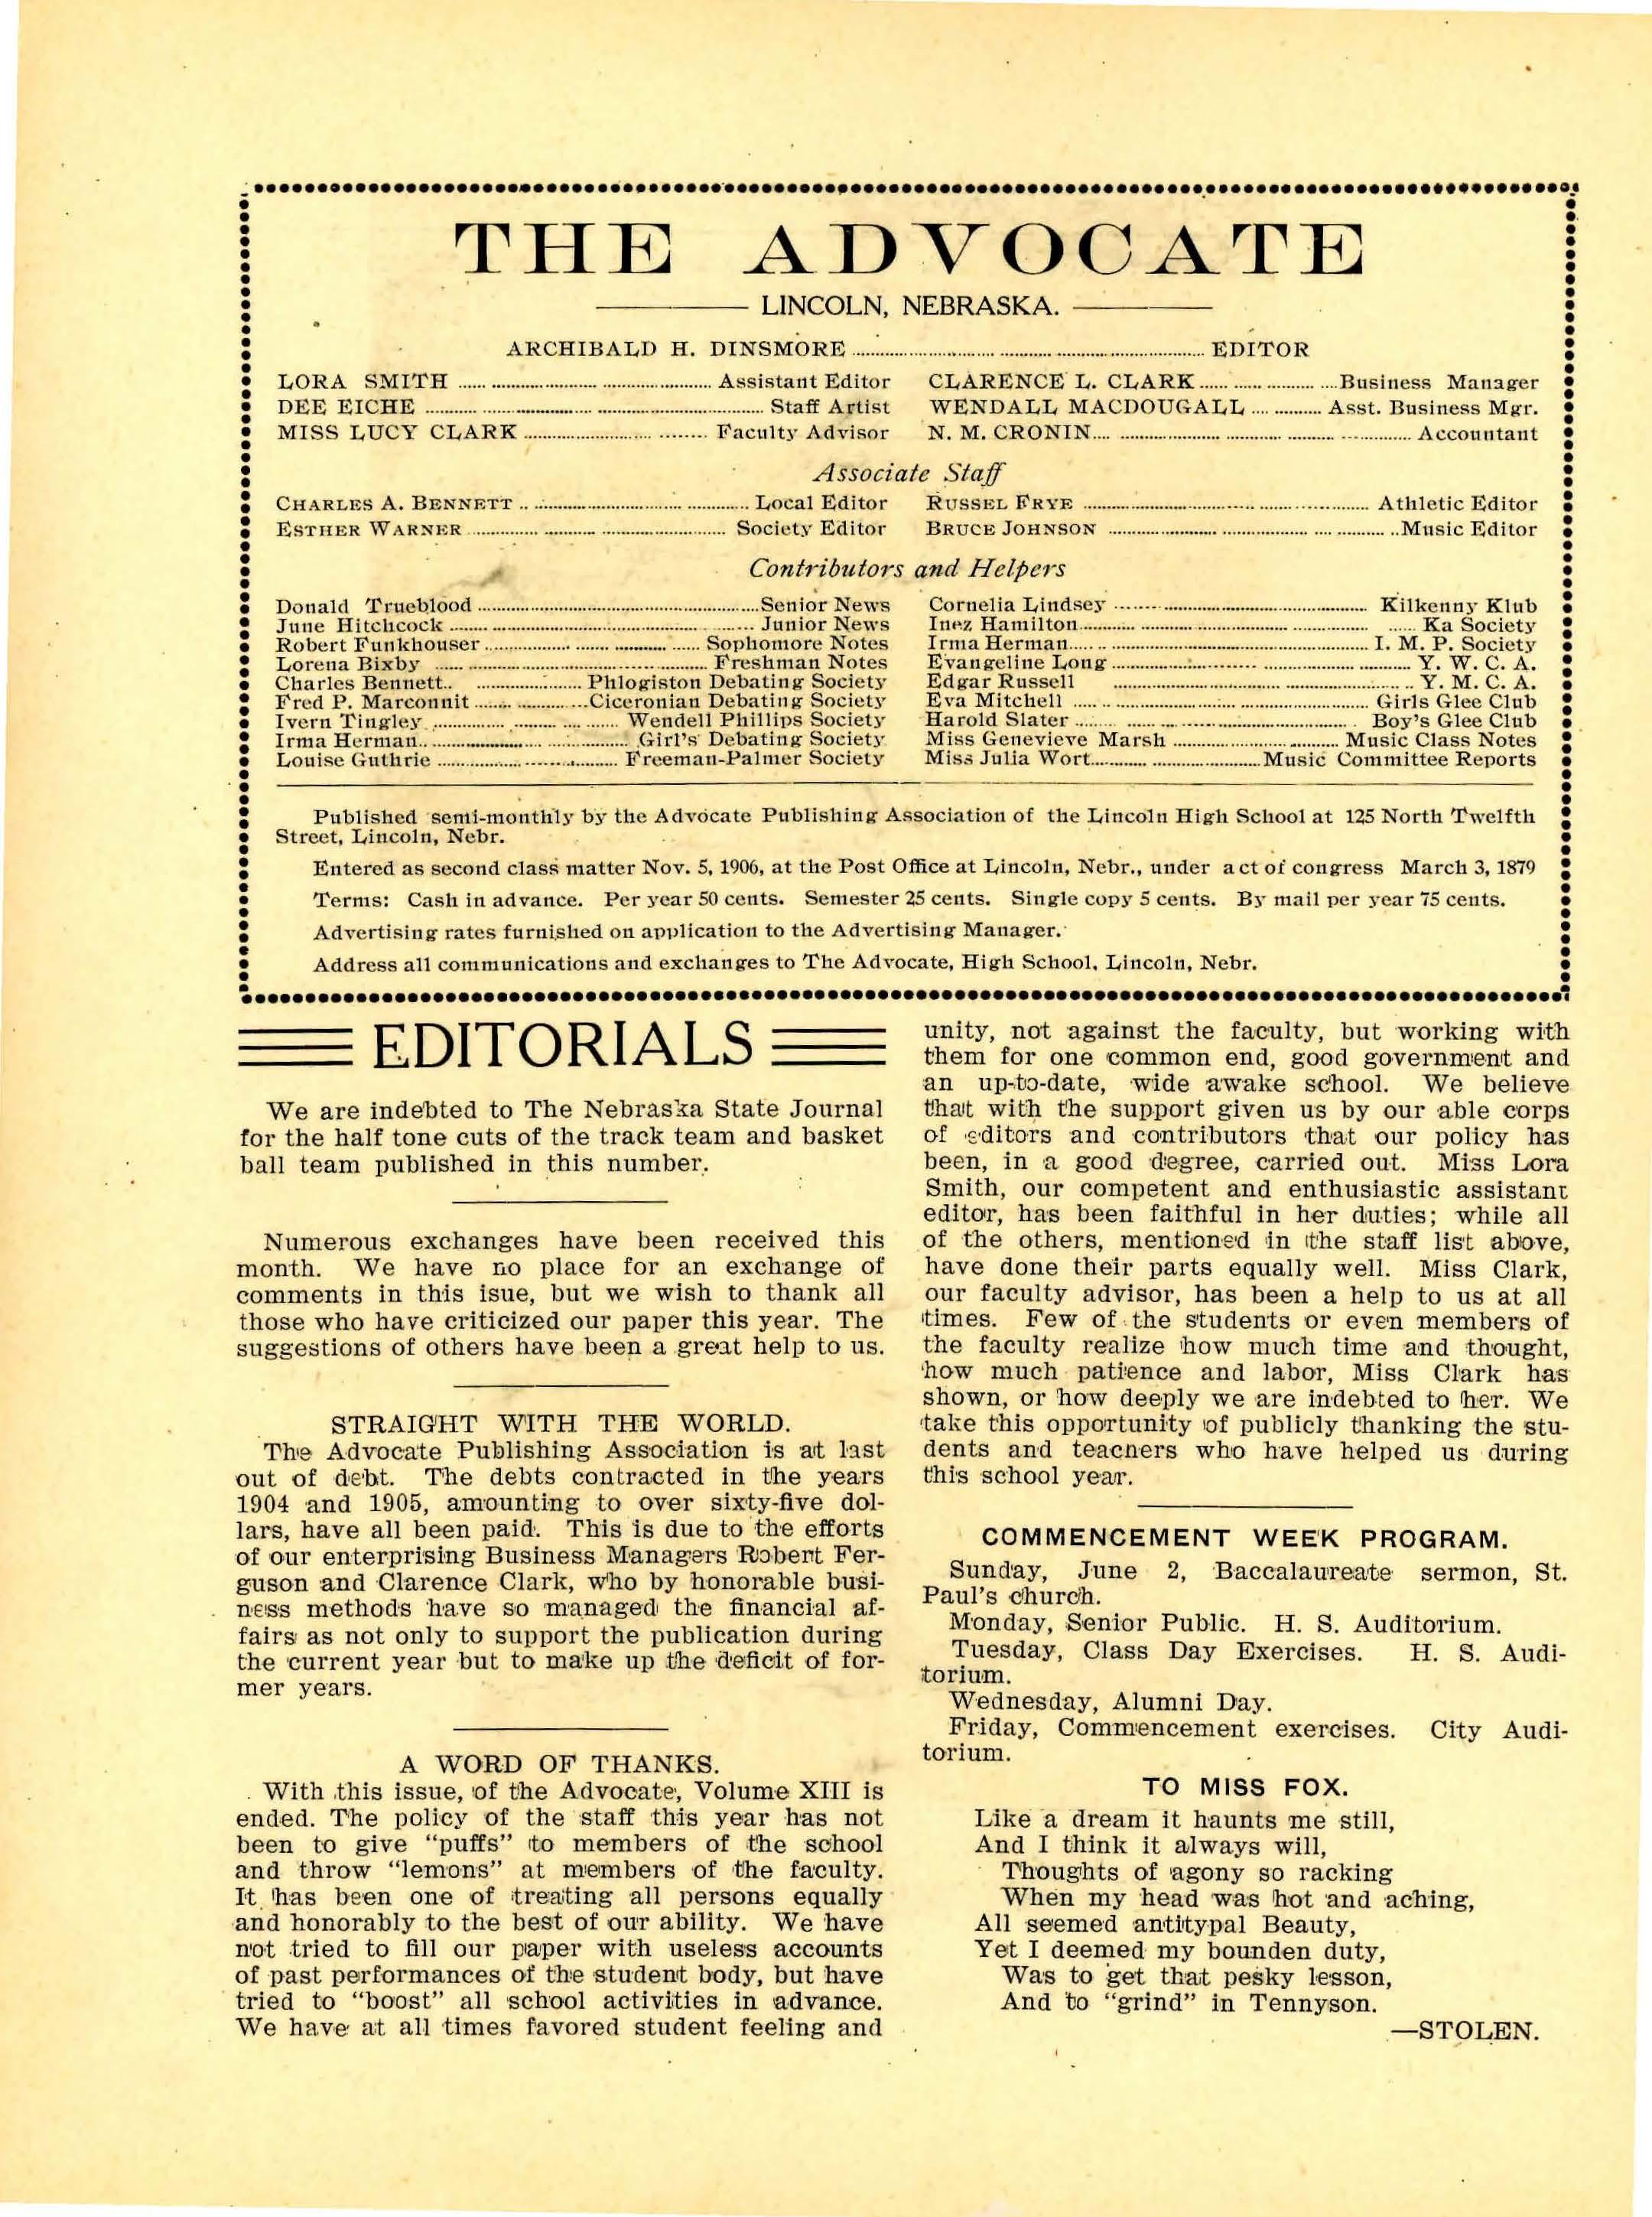 THE ADVOCATE
LINCOLN, NEBRASKA.
ARCHIBALD H. DINSMORE ... EDITOR
LORA SMITH ... Assistant Editor
DEE EICHE ... Staff Artist
MISS LUCY CLARK ... Faculty Advisor
CLARENCE L. CLARK ... Business Manager
WENDALL MACDOUGALL ... Asst. Business Mgr.
N. M. CRONIN ... Accountant
Associate Staff
CHARLES A. BENNETT ... Local Editor
ESTHER WARNER ... Society Editor
RUSSEL FRYE ... Athletic Editor
BRUCE JOHNSON ... Music Editor
Contributors and Helpers
Donald Trueblood ... Senior News
June Hitchcock ... Junior News
Robert Funkhouser ... Sophomore Notes
Lorena Bixby ... Freshman Notes
Charles Bennett ... Phlogiston Debating Society
Fred P. Marconnit ... Ciceronian Debating Society
Ivern Tingley ... Wendell Phillips Society
Irma Herman ... Girl's Debating Society
Louise Guthrie ... Freeman-Palmer Society
Cornelia Lindsey ... Kilkenny Klub
Inez Hamilton ... Ka Society
Irma Herman ... I. M. P. Society
Evangeline Long ... Y. W. C. A.
Edgar Russell ... Y. M. C. A.
Eva Mitchell ... Girls Glee Club
Harold Slater ... Boy's Glee Club
Miss Genevieve Marsh ... Music Class Notes
Miss Julia Wort ... Music Committee Reports
Published semi-monthly by the Advocate Publishing Association of the Lincoln High School at 125 North Twelfth
Street, Lincoln, Nebr.
Entered as second class matter Nov. 5, 1906, at the Post Office at Lincoln, Nebr., under act of congress March 3, 1879
Terms: Cash in advance. Per year 50 cents. Semester 25 cents. Single copy 5 cents. By mail per year 75 cents.
Advertising rates furnished on application to the Advertising Manager.
Address all communications and exchanges to The Advocate, High School, Lincoln, Nebr.
EDITORIALS
We are indebted to The Nebraska State Journal
for the half tone cuts of the track team and basket
ball team published in this number.
Numerous exchanges have been received this
month. We have no place for an exchange of
comments in this isue, but we wish to thank all
those who have criticized our paper this year. The
suggestions of others have been a great help to us.
STRAIGHT WITH THE WORLD.
The Advocate Publishing Association is at last
out of debt. The debts contracted in the years
1904 and 1905, amounting to over sixty-five dol-
lars, have all been paid. This is due to the efforts
of our enterprising Business Managers Robert Fer-
guson and Clarence Clark, who by honorable busi-
ness methods have so managed the financial af-
fairs as not only to support the publication during
the current year but to make up the deficit of for-
mer years.
A WORD OF THANKS.
With this issue, of the Advocate, Volume XIII is
ended. The policy of the staff this year has not
been to give "puffs" to members of the school
and throw "lemons" at members of the faculty.
It has been one of treating all persons equally
and honorably to the best of our ability. We have
not tried to fill our paper with useless accounts
of past performances of the student body, but have
tried to "boost" all school activities in advance.
We have at all times favored student feeling and
unity, not against the faculty, but working with
them for one common end, good government and
an up-to-date, wide awake school. We believe
that with the support given us by our able corps
of editors and contributors that our policy has
been, in a good degree, carried out. Miss Lora
Smith, our competent and enthusiastic assistant
editor, has been faithful in her duties; while all
of the others, mentioned in the staff list above,
have done their parts equally well. Miss Clark,
our faculty advisor, has been a help to us at all
times. Few of the students or even members of
the faculty realize how much time and thought,
how much patience and labor, Miss Clark has
shown, or how deeply we are indebted to her. We
take this opportunity of publicly thanking the stu-
dents and teachers who have helped us during
this school year.
COMMENCEMENT WEEK PROGRAM.
Sunday, June 2, Baccalaureate sermon, St.
Paul's church.
Monday, Senior Public. H. S. Auditorium.
Tuesday, Class Day Exercises. H. S. Audi-
torium.
Wednesday, Alumni Day.
Friday, Commencement exercises. City Audi-
torium.
TO MISS FOX.
Like a dream it haunts me still,
And I think it always will,
Thoughts of agony so racking
When my head was hot and aching,
All seemed antitypal Beauty,
Yet I deemed my bounden duty,
Was to get that pesky lesson,
And to "grind" in Tennyson.
—STOLEN.